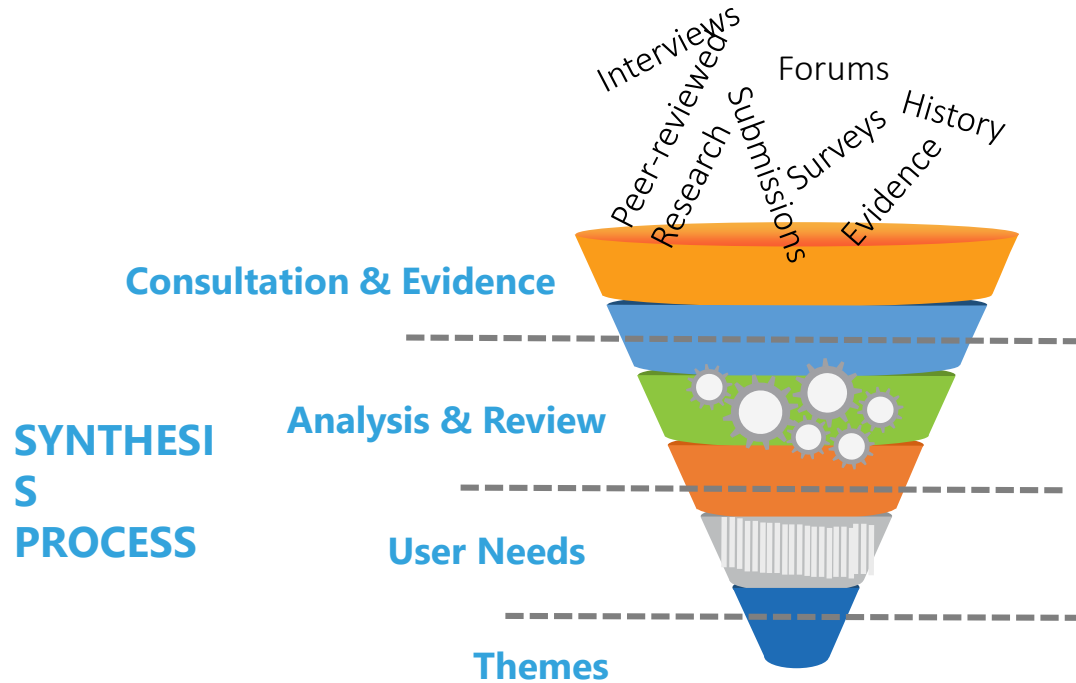 Interviews
Peer-reviewed
Research
Submissions
Forums
Surveys
History
Evidence
Consultation & Evidence
Analysis & Review
SYNTHESI
S
PROCESS
User Needs
Themes